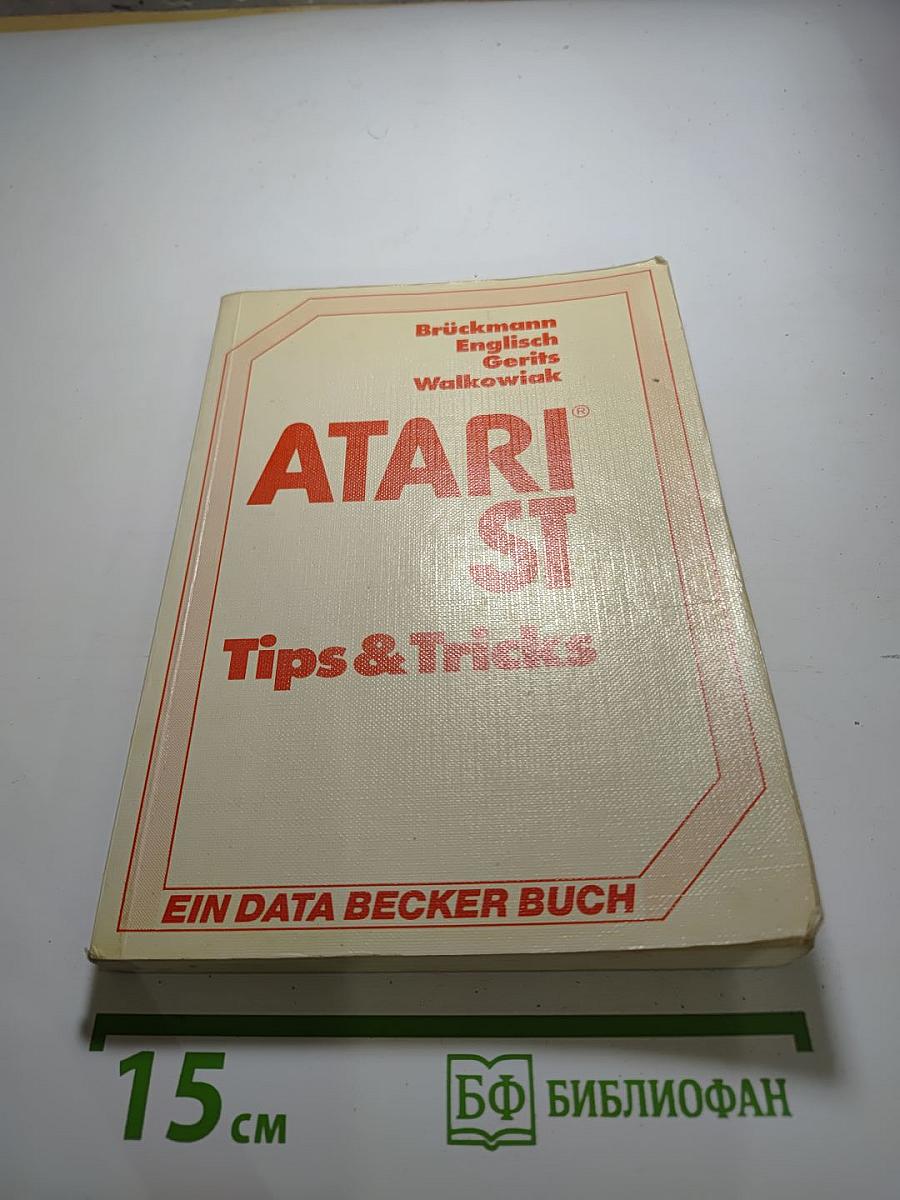 Brückmann
Englisch
Gerits
Walkowiak
ATARI®
ST
Tips & Tricks
EIN DATA BECKER BUCH
15 см
БФ БИБЛИОФАН